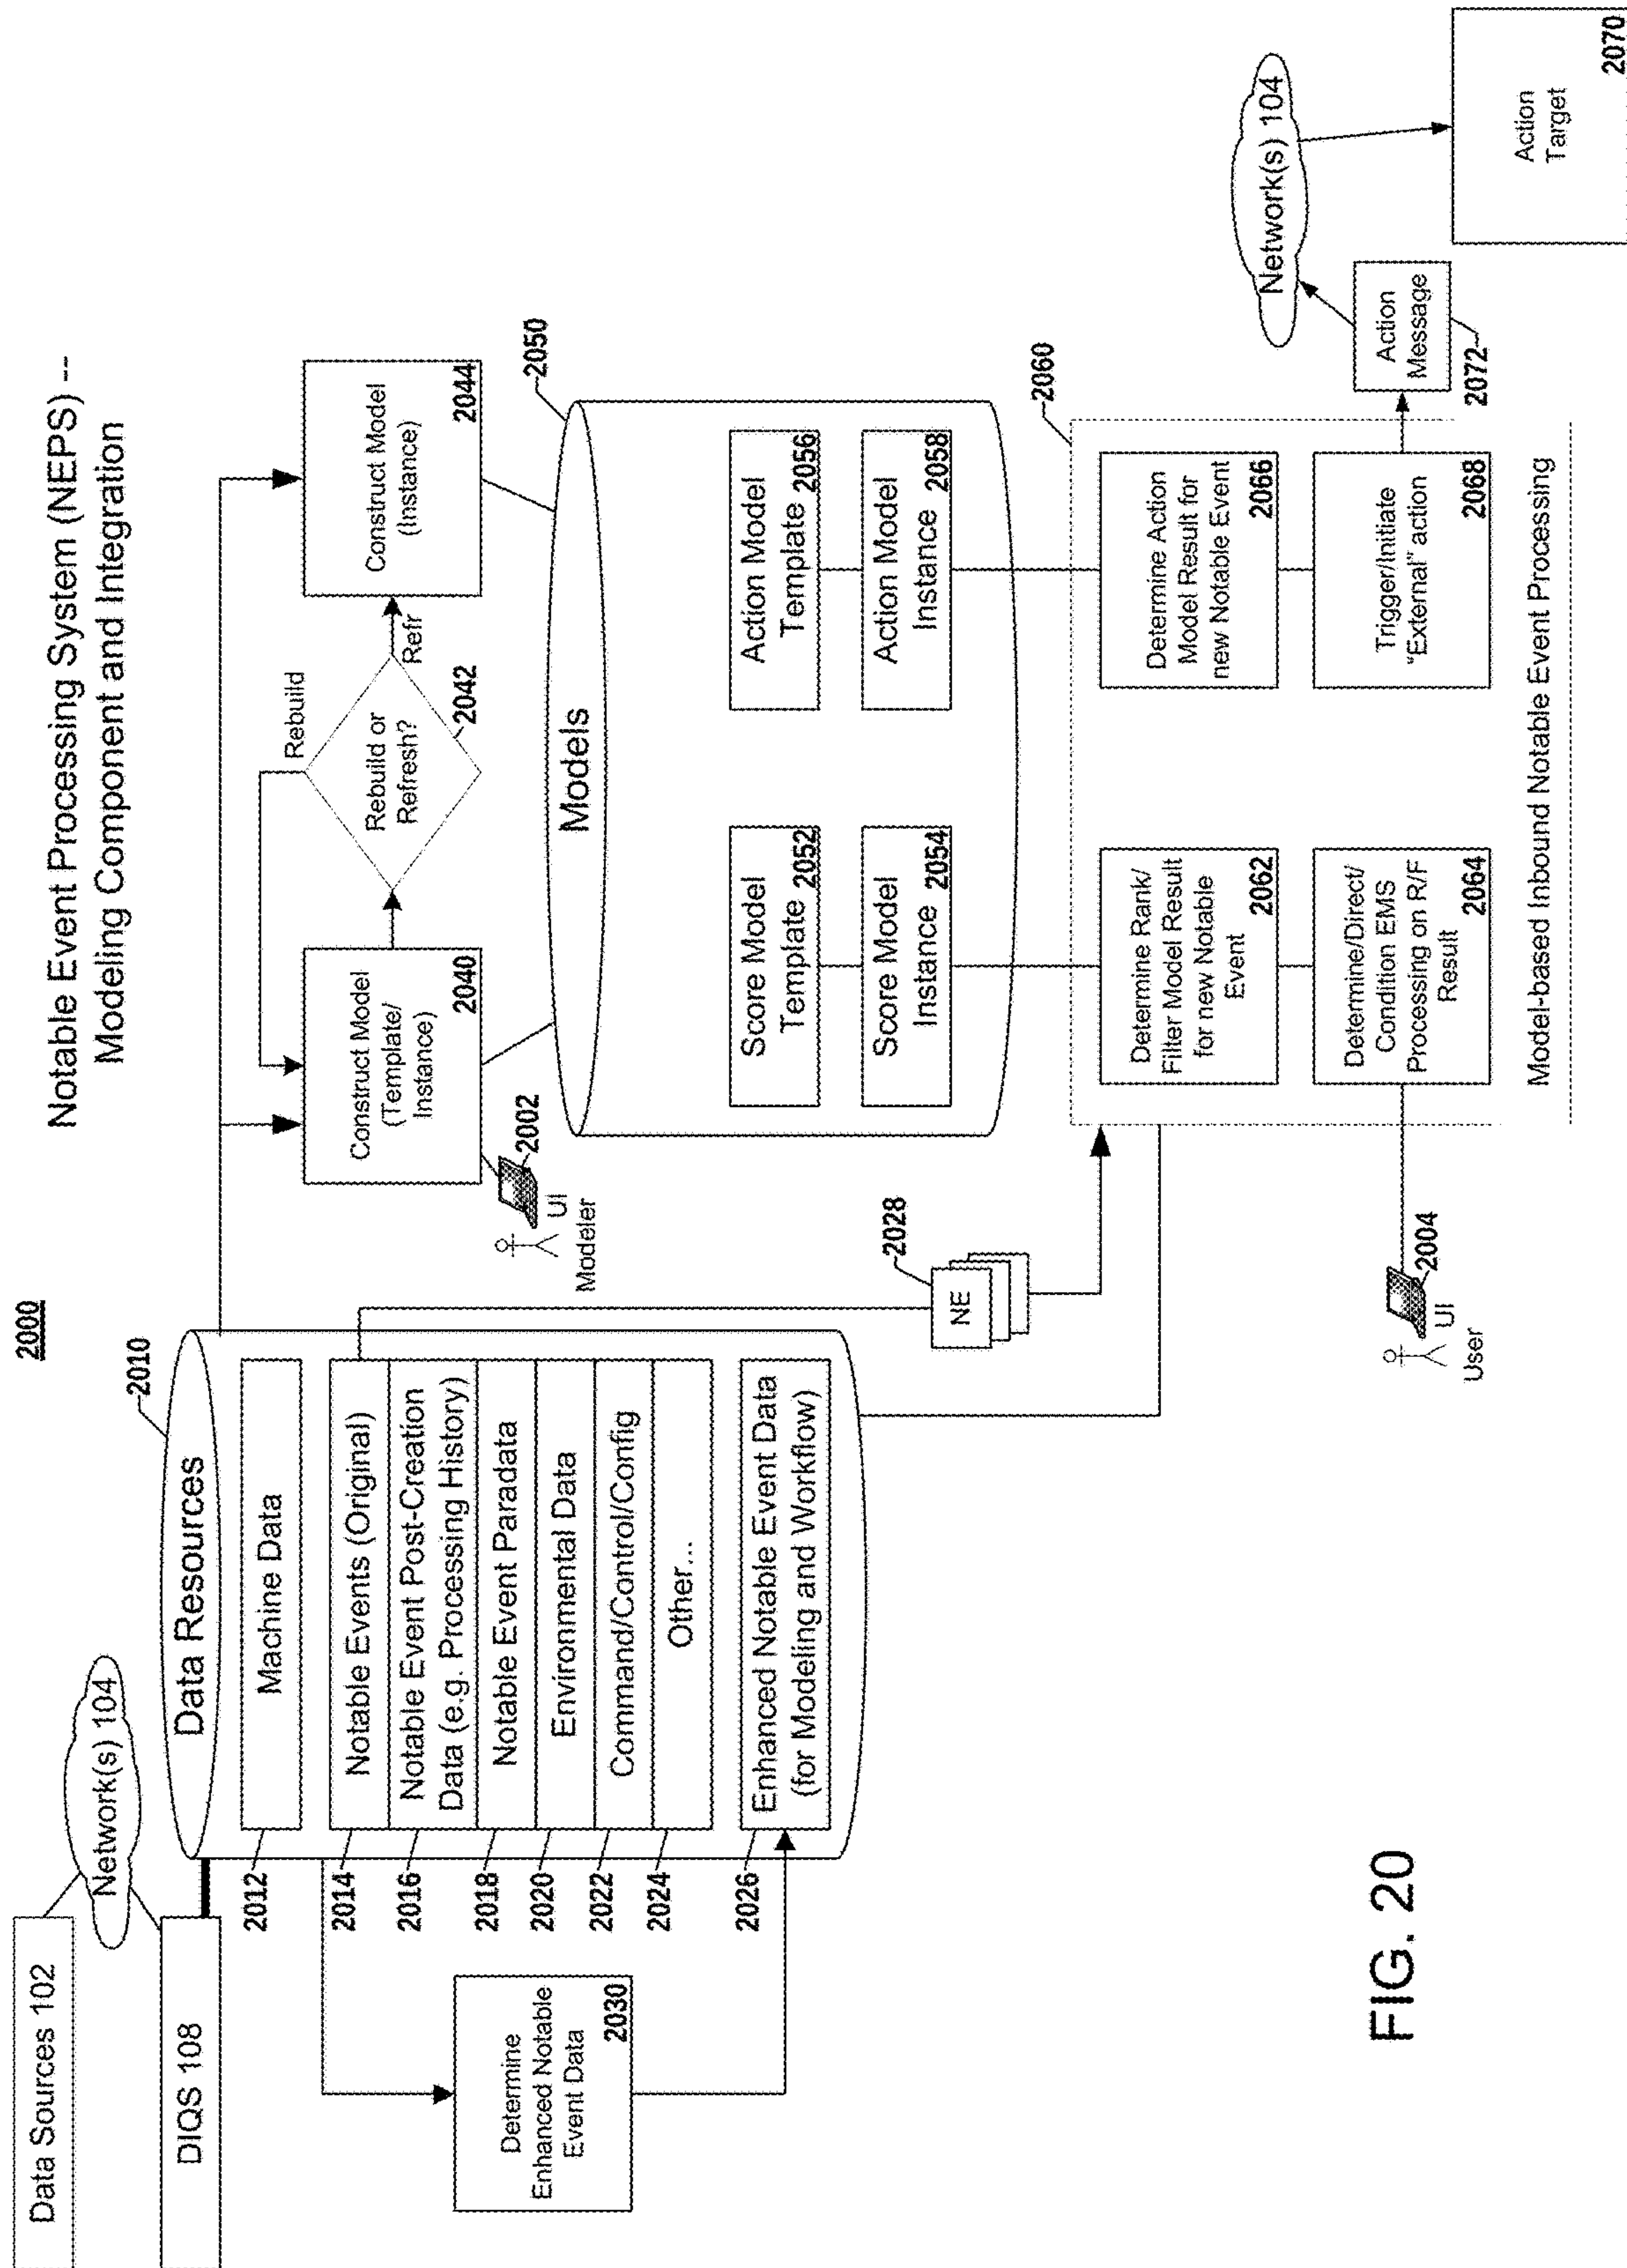 2000
Notable Event Processing System (NEPS) --
Modeling Component and Integration
Data Sources 102
Network(s) 104
DIQS 108
2010
Data Resources
2012
Machine Data
2014
Notable Events (Original)
2016
Notable Event Post-Creation
Data (e.g. Processing History)
2018
Notable Event Paradata
2020
Environmental Data
2022
Command/Control/Config
2024
Other...
2026
Enhanced Notable Event Data
(for Modeling and Workflow)
Determine
Enhanced Notable
Event Data
2030
Construct Model
(Template/
Instance)
2040
2002
UI
Modeler
Rebuild
Rebuild or
Refresh?
2042
Refr
Construct Model
(Instance)
2044
2050
Models
Score Model
Template 2052
Score Model
Instance 2054
Action Model
Template 2056
Action Model
Instance 2058
2028
NE
2060
Determine Rank/
Filter Model Result
for new Notable
Event
2062
Determine/Direct/
Condition EMS
Processing on R/F
Result
2064
Determine Action
Model Result for
new Notable Event
2066
Trigger/Initiate
"External" action
2068
Model-based Inbound Notable Event Processing
2004
UI
User
Action
Message
2072
Network(s) 104
Action
Target
2070
FIG. 20